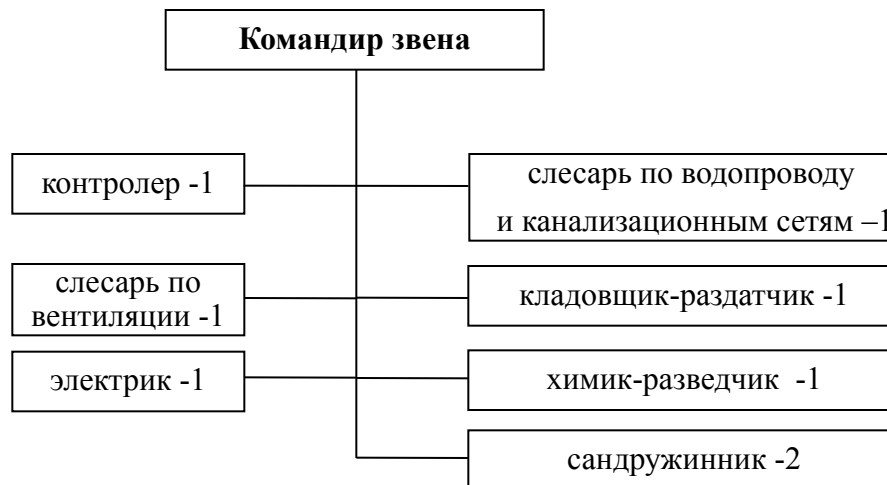 Командир звена
контролер -1
слесарь по водопроводу
и канализационным сетям –1
слесарь по
вентиляции -1
кладовщик-раздатчик -1
электрик -1
химик-разведчик -1
сандружинник -2